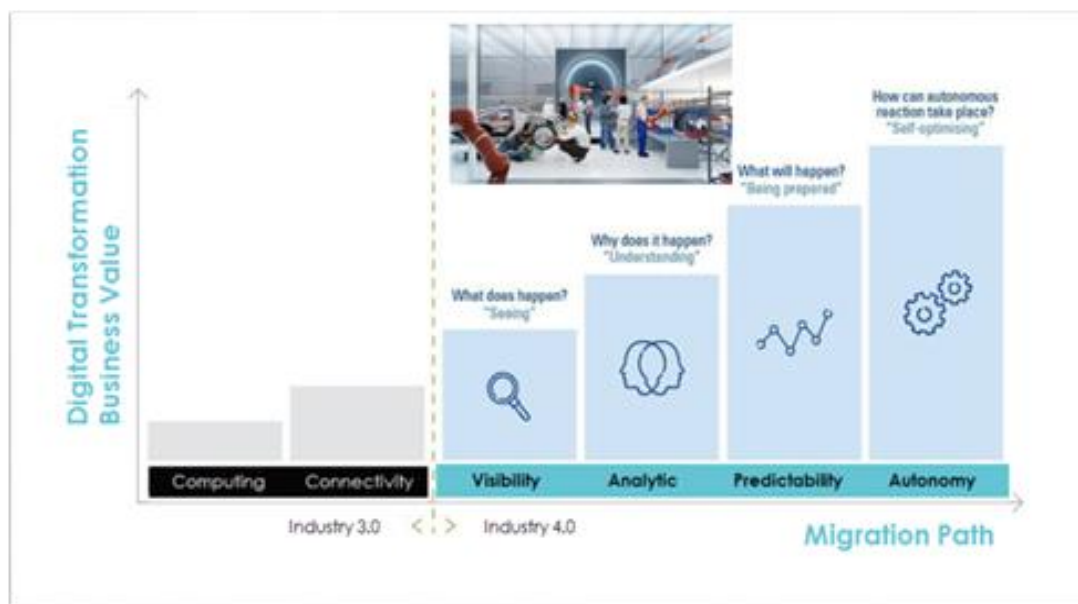 Digital Transformation
Business Value
What does happen?
"Seeing"
Why does it happen?
"Understanding"
What will happen?
"Being prepared"
How can autonomous
reaction take place?
"Self-optimising"
Computing
Connectivity
Visibility
Analytic
Predictability
Autonomy
Industry 3.0 < > Industry 4.0
Migration Path